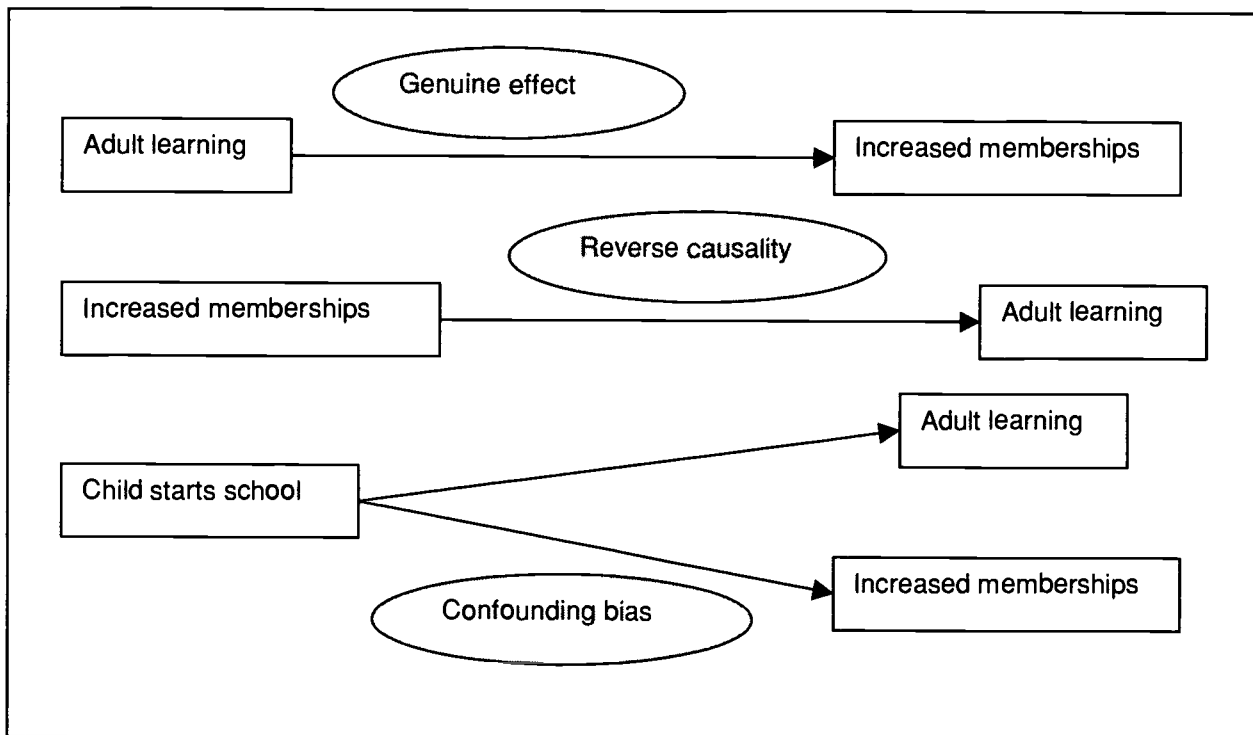 Genuine effect
Adult learning
Increased memberships
Reverse causality
Increased memberships
Adult learning
Adult learning
Child starts school
Increased memberships
Confounding bias